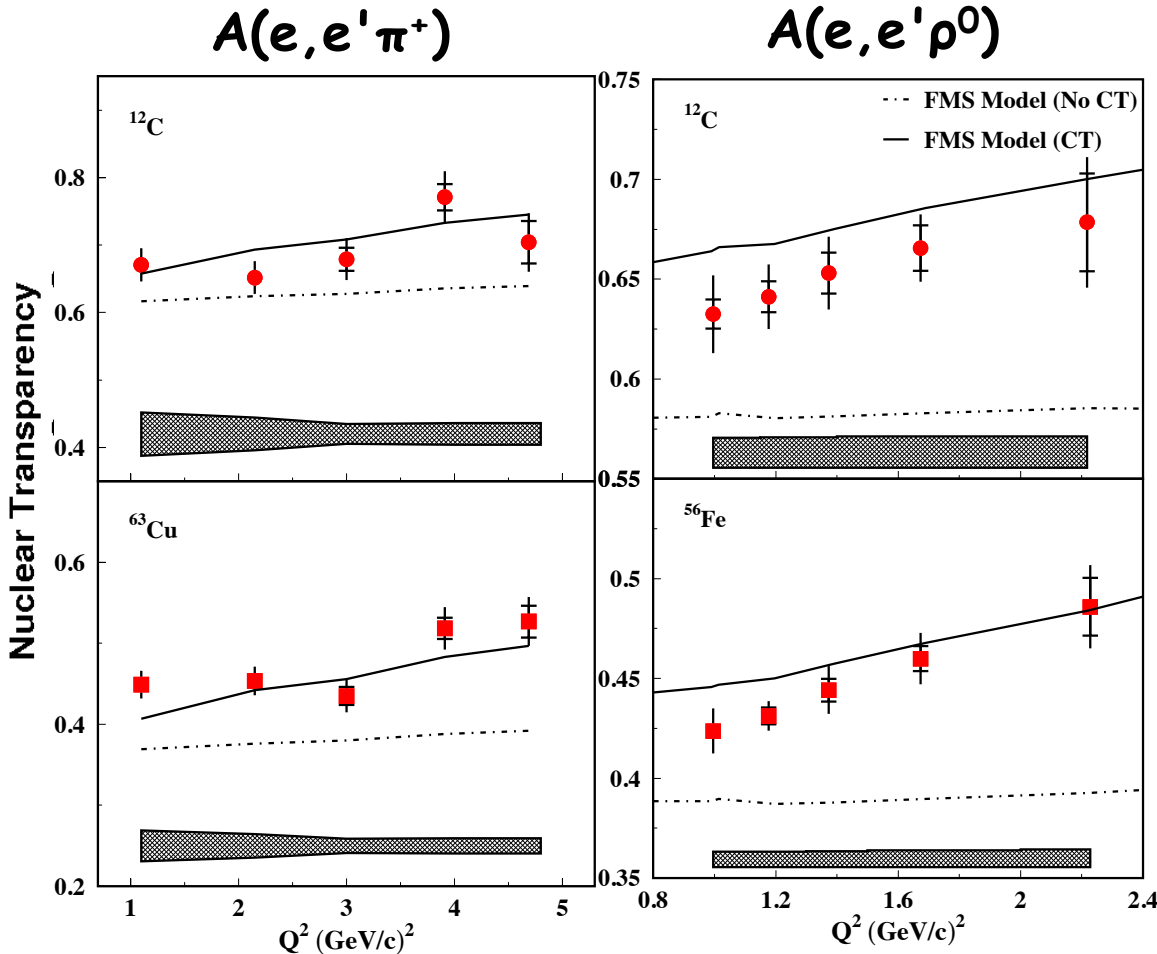 A(e,e'π⁺)
A(e,e'ρ⁰)
Nuclear Transparency
¹²C
0.8
0.6
0.4
¹²C
FMS Model (No CT)
FMS Model (CT)
0.75
0.7
0.65
0.6
0.55
⁶³Cu
0.6
0.4
0.2
1 2 3 4 5
Q² (GeV/c)²
⁵⁶Fe
0.5
0.45
0.4
0.35
0.8 1.2 1.6 2 2.4
Q² (GeV/c)²